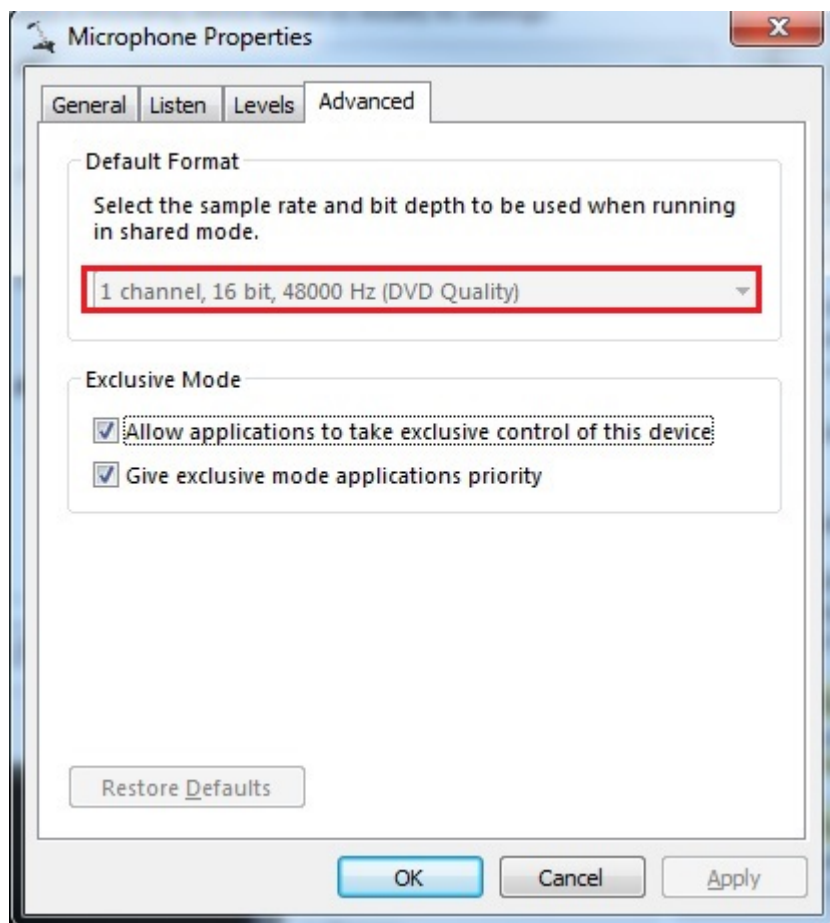 Microphone Properties
General Listen Levels Advanced
Default Format
Select the sample rate and bit depth to be used when running
in shared mode.
1 channel, 16 bit, 48000 Hz (DVD Quality)
Exclusive Mode
Allow applications to take exclusive control of this device
Give exclusive mode applications priority
Restore Defaults
OK Cancel Apply